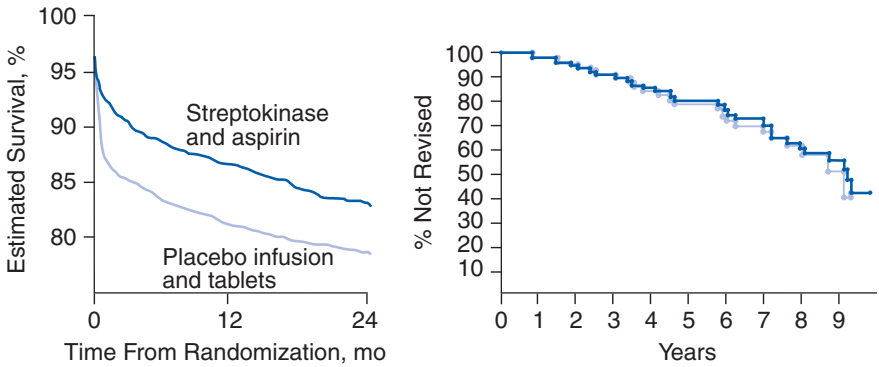 Estimated Survival, %
100
95
90
85
80
Streptokinase
and aspirin
Placebo infusion
and tablets
0 12 24
Time From Randomization, mo
% Not Revised
100
90
80
70
60
50
40
30
20
10
0 1 2 3 4 5 6 7 8 9
Years